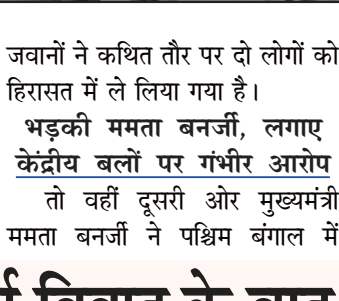 जवानों ने कथित तौर पर दो लोगों को
हिरासत में ले लिया गया है।
भड़की ममता बनर्जी, लगाए
केंद्रीय बलों पर गंभीर आरोप
तो वहीं दूसरी ओर मुख्यमंत्री
ममता बनर्जी ने पश्चिम बंगाल में